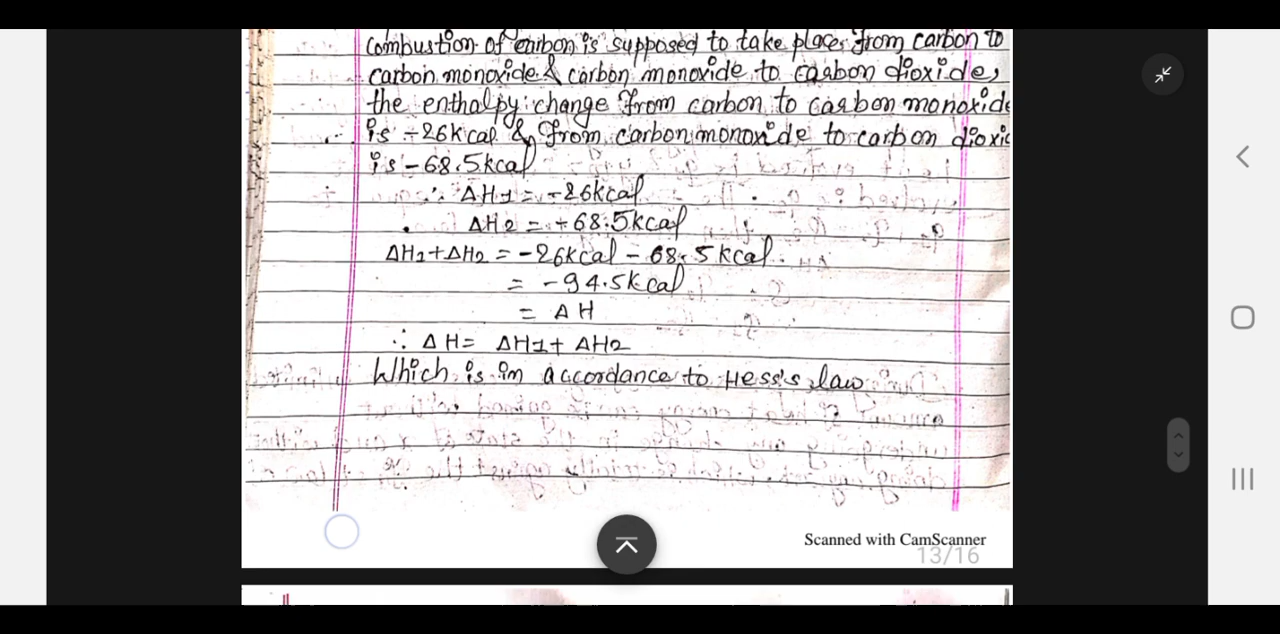 combustion of carbon is supposed to take place, from carbon to
carbon monoxide & carbon monoxide to carbon dioxide,
the enthalpy change from carbon to carbon monoxid
is -26kcal & from carbon monoxide to carbon dioxi
is -68.5kcal
∴ ΔH1 = -26kcal
ΔH2 = -68.5kcal
ΔH1+ΔH2 = -26kcal - 68.5kcal
= -94.5kcal
= ΔH
∴ ΔH= ΔH1+ ΔH2
Which is in accordance to Hess's law
Scanned with CamScanner
13/16